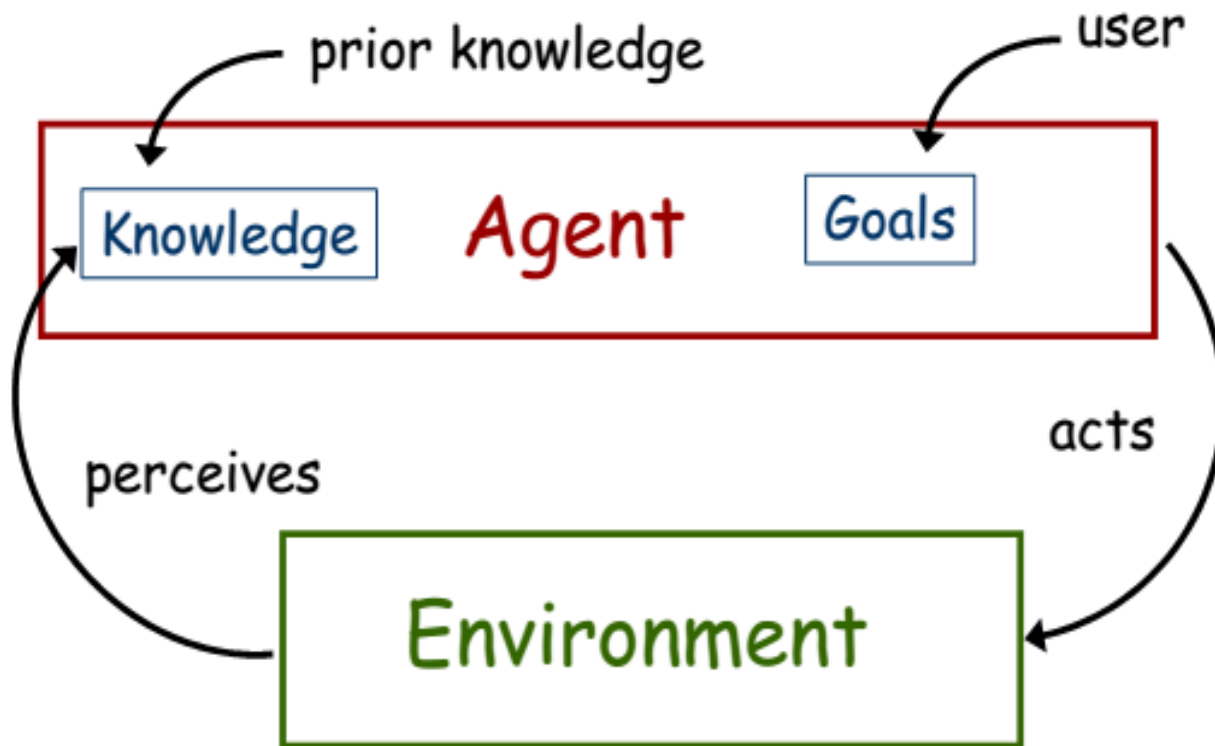 prior knowledge
user
Knowledge
Agent
Goals
perceives
acts
Environment